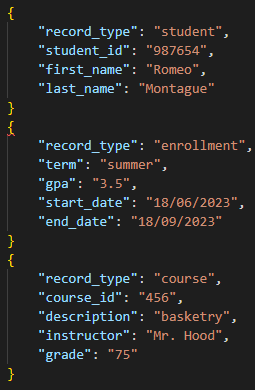 {
"record_type": "student",
"student_id": "987654",
"first_name": "Romeo",
"last_name": "Montague"
}
{
"record_type": "enrollment",
"term": "summer",
"gpa": "3.5",
"start_date": "18/06/2023",
"end_date": "18/09/2023"
}
{
"record_type": "course",
"course_id": "456",
"description": "basketry",
"instructor": "Mr. Hood",
"grade": "75"
}